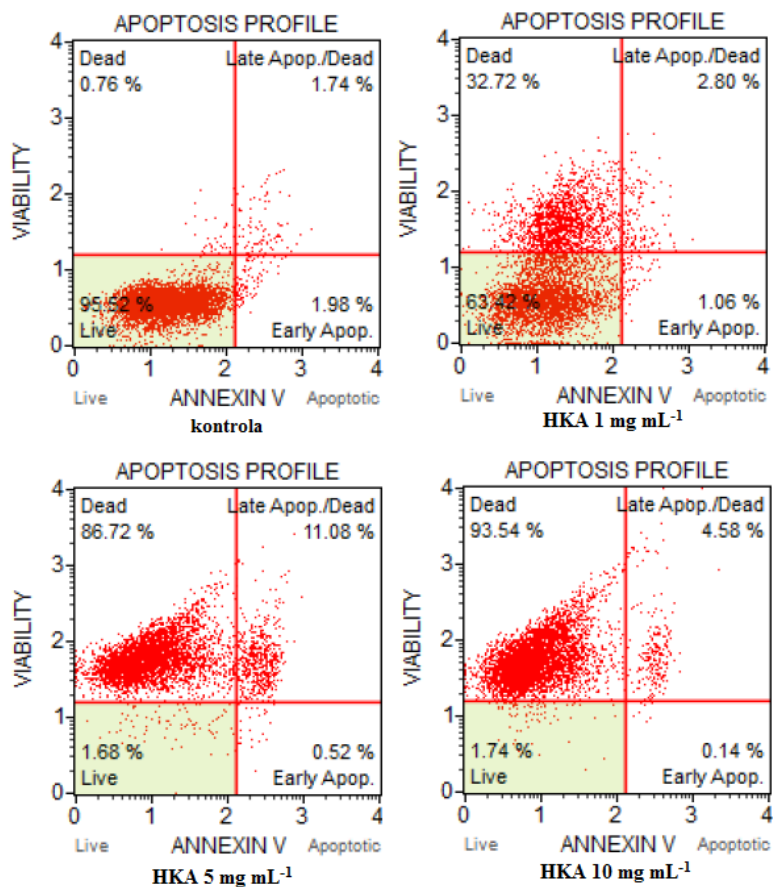 APOPTOSIS PROFILE
4
Dead
Late Apop./Dead
0.76 %
1.74 %
3
VIABILITY
2
1
95.52 %
1.98 %
Live
Early Apop.
0
0 1 2 3 4
Live ANNEXIN V Apoptotic
kontrola
APOPTOSIS PROFILE
4
Dead
Late Apop./Dead
32.72 %
2.80 %
3
VIABILITY
2
1
63.42 %
1.06 %
Live
Early Apop.
0
0 1 2 3 4
Live ANNEXIN V Apoptotic
HKA 1 mg mL⁻¹
APOPTOSIS PROFILE
4
Dead
Late Apop./Dead
86.72 %
11.08 %
3
VIABILITY
2
1
1.68 %
0.52 %
Live
Early Apop.
0
0 1 2 3 4
Live ANNEXIN V Apoptotic
HKA 5 mg mL⁻¹
APOPTOSIS PROFILE
4
Dead
Late Apop./Dead
93.54 %
4.58 %
3
VIABILITY
2
1
1.74 %
0.14 %
Live
Early Apop.
0
0 1 2 3 4
Live ANNEXIN V Apoptotic
HKA 10 mg mL⁻¹